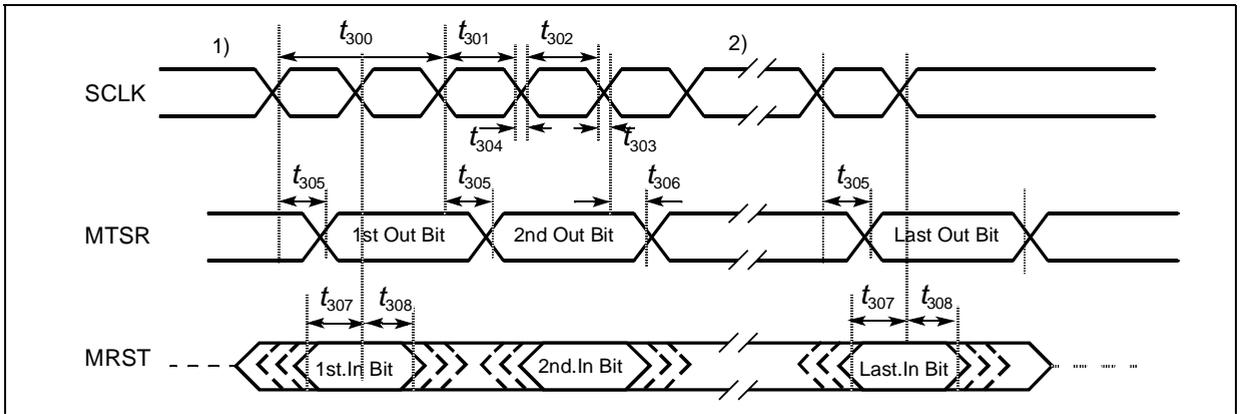 1) t300 t301 t302 2)
SCLK
t304 t303
t305 t305 t306 t305
MTSR 1st Out Bit 2nd Out Bit Last Out Bit
t307 t308 t307 t308
MRST 1st.In Bit 2nd.In Bit Last.In Bit